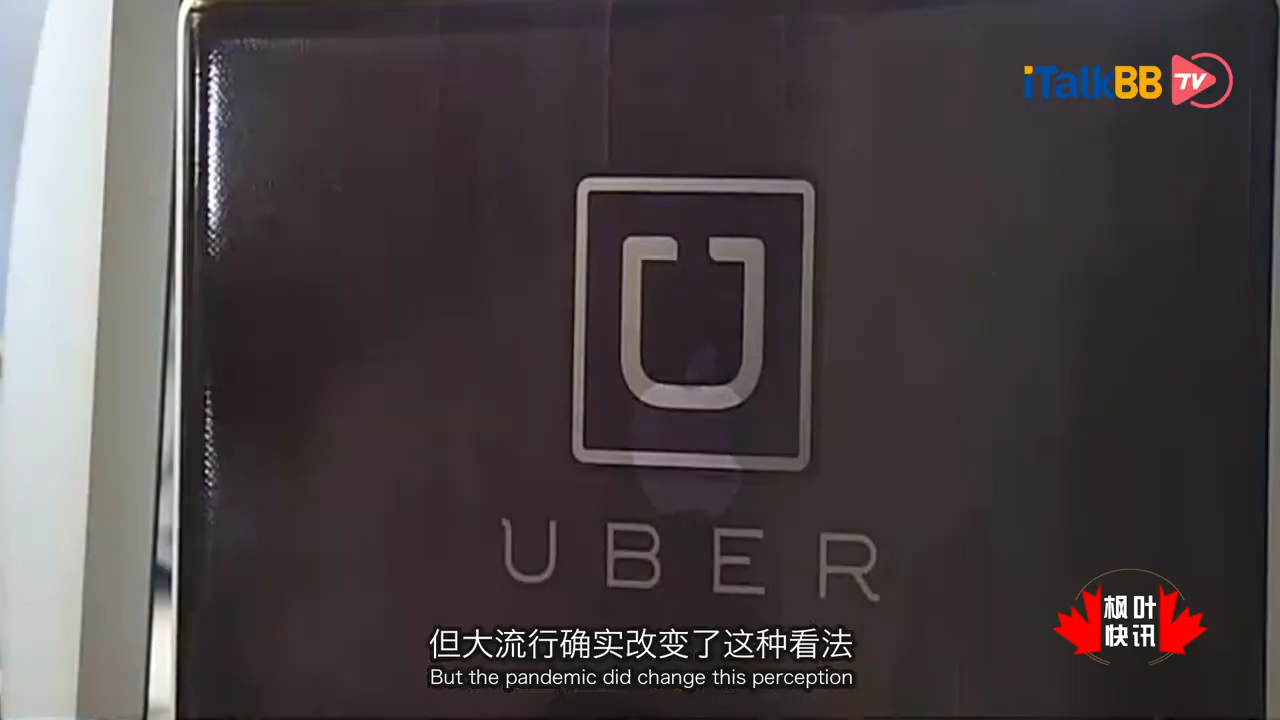 iTalkBB TV
U
UBER
但大流行确实改变了这种看法
But the pandemic did change this perception
枫叶
快讯